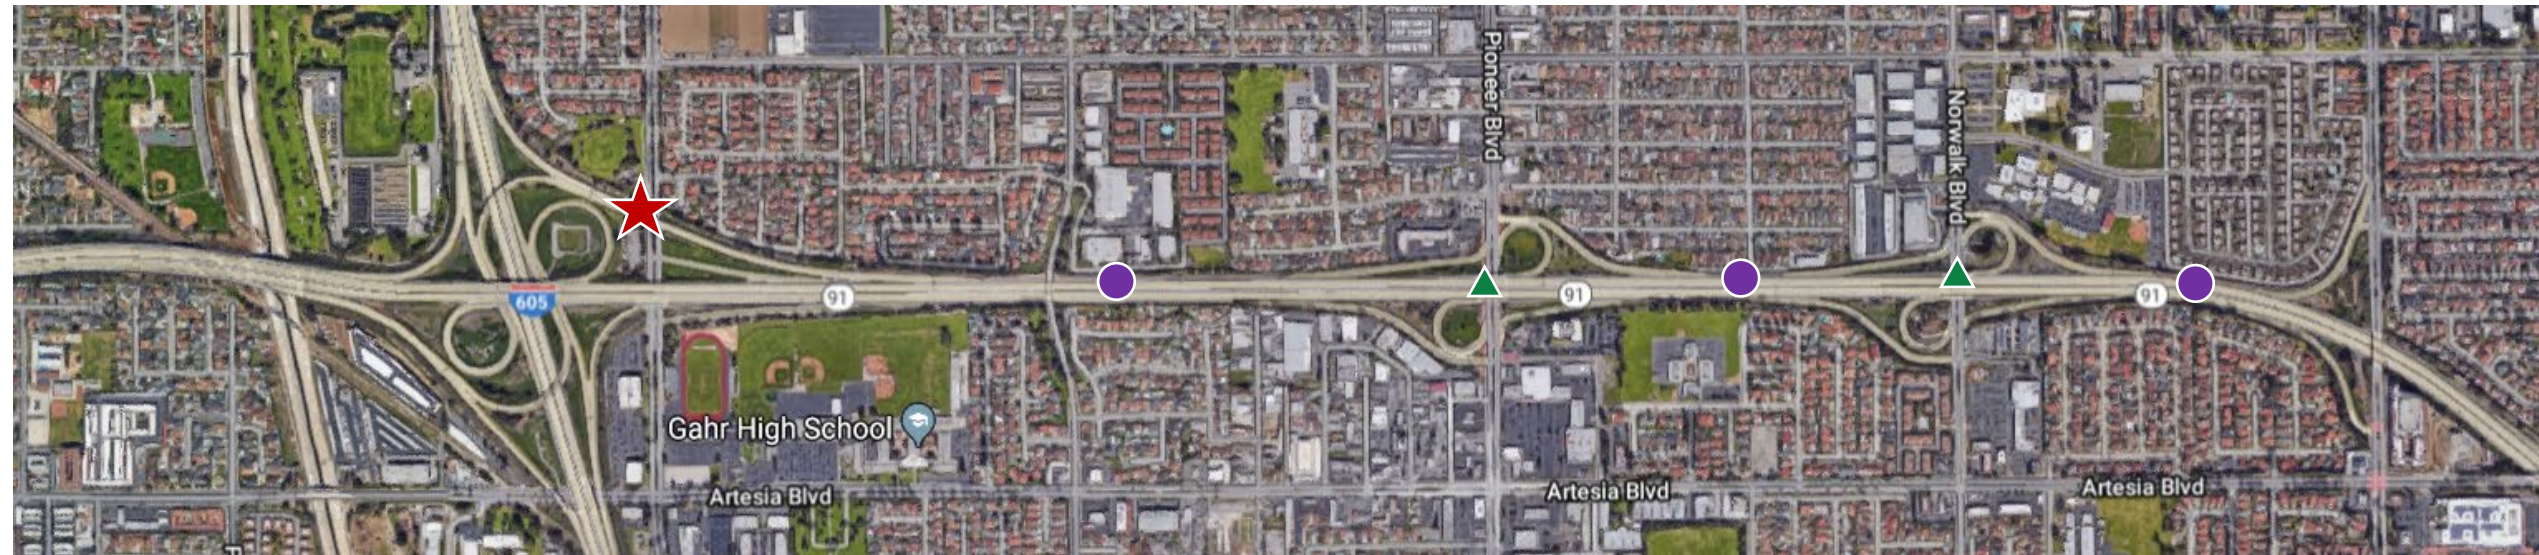 Pioneer Blvd
Norwalk Blvd
605
91
91
91
Gahr High School
Artesia Blvd
Artesia Blvd
Artesia Blvd